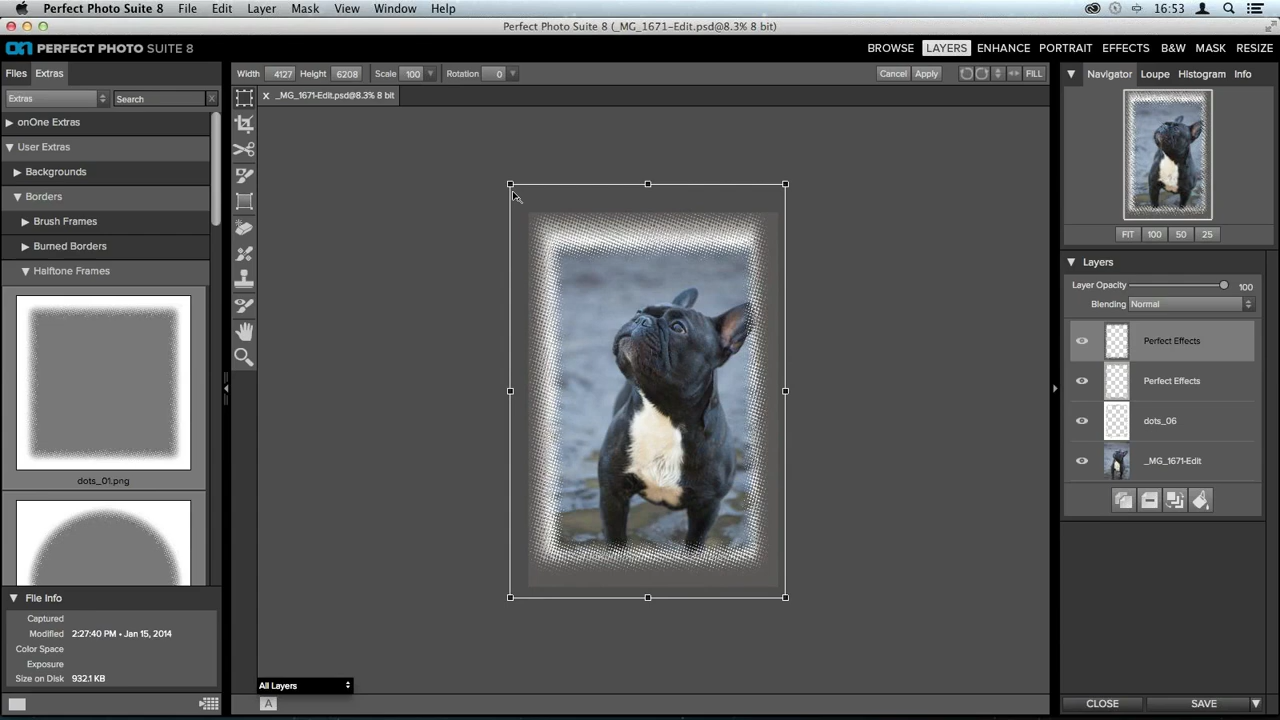 Perfect Photo Suite 8 File Edit Layer Mask View Window Help 16:53
Perfect Photo Suite 8 (_MG_1671-Edit.psd@8.3% 8 bit)
on PERFECT PHOTO SUITE 8 BROWSE LAYERS ENHANCE PORTRAIT EFFECTS B&W MASK RESIZE
Files Extras
Width 4127 Height 6208 Scale 100 Rotation 0 Cancel Apply FILL
Navigator Loupe Histogram Info
Extras Search X
x _MG_1671-Edit.psd@8.3% 8 bit
onOne Extras
User Extras
Backgrounds
Borders
Brush Frames
Burned Borders
Halftone Frames
dots_01.png
FIT 100 50 25
Layers
Layer Opacity 100
Blending Normal
Perfect Effects
Perfect Effects
dots_06
_MG_1671-Edit
File Info
Captured
Modified 2:27:40 PM • Jan 15, 2014
Color Space
Exposure
Size on Disk 932.1 KB
All Layers
A
CLOSE SAVE